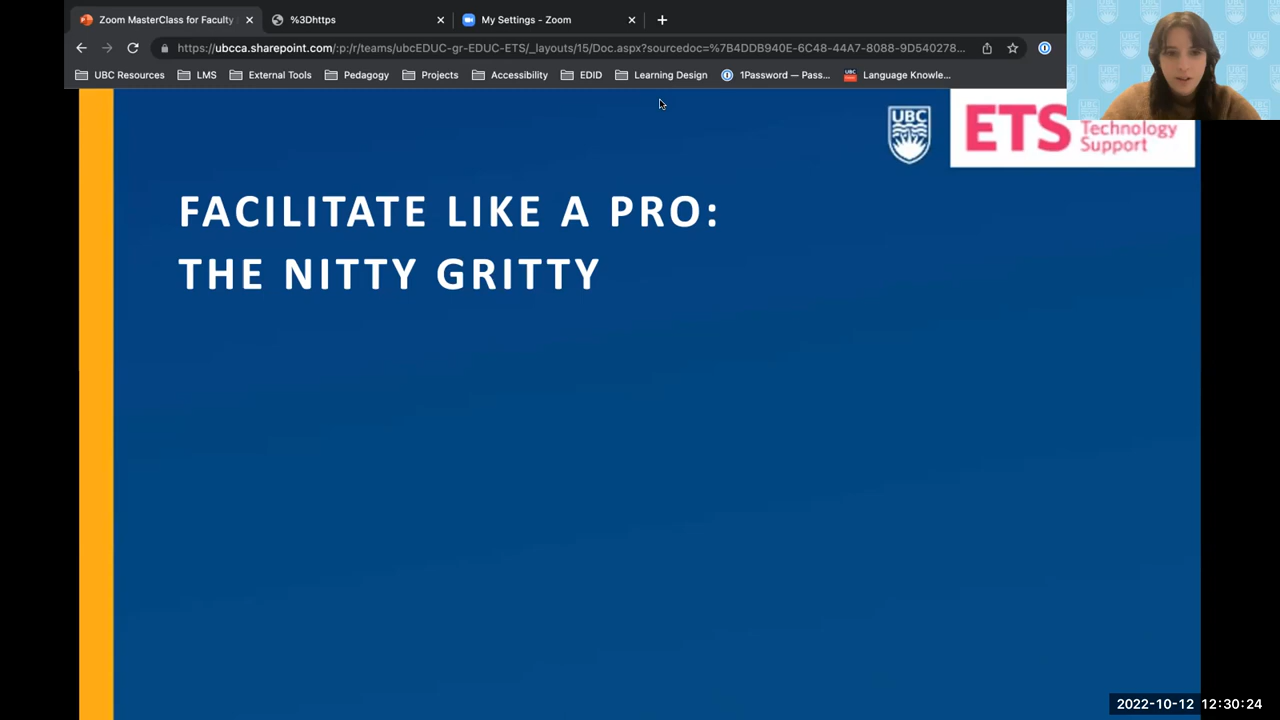 Zoom MasterClass for Faculty
%3Dhttps
My Settings - Zoom
https://ubcca.sharepoint.com/:p:/r/teams/ubcEDUC-gr-EDUC-ETS/_layouts/15/Doc.aspx?sourcedoc=%7B4DDB940E-6C48-44A7-8088-9D540278...
UBC Resources
LMS
External Tools
Pedagogy
Projects
Accessibility
EDID
Learning Design
1Password — Pass...
Language Knowle...
UBC
ETS
Technology
Support
FACILITATE LIKE A PRO:
THE NITTY GRITTY
2022-10-12 12:30:24